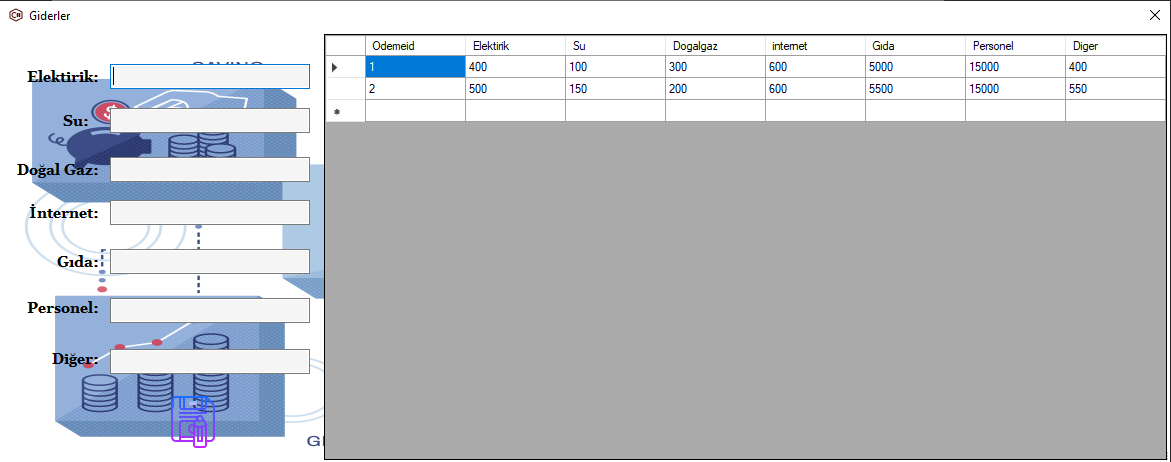 Giderler
Elektirik:
Su:
Doğal Gaz:
İnternet:
Gıda:
Personel:
Diğer:
Odemeid Elektirik Su Dogalgaz internet Gıda Personel Diger
1 400 100 300 600 5000 15000 400
2 500 150 200 600 5500 15000 550